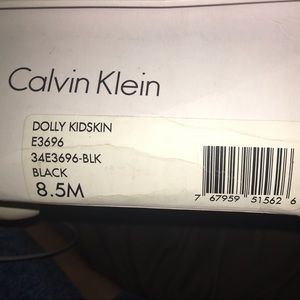 Calvin Klein
DOLLY KIDSKIN
E3696
34E3696-BLK
BLACK
8.5M
7 67959 51562 6